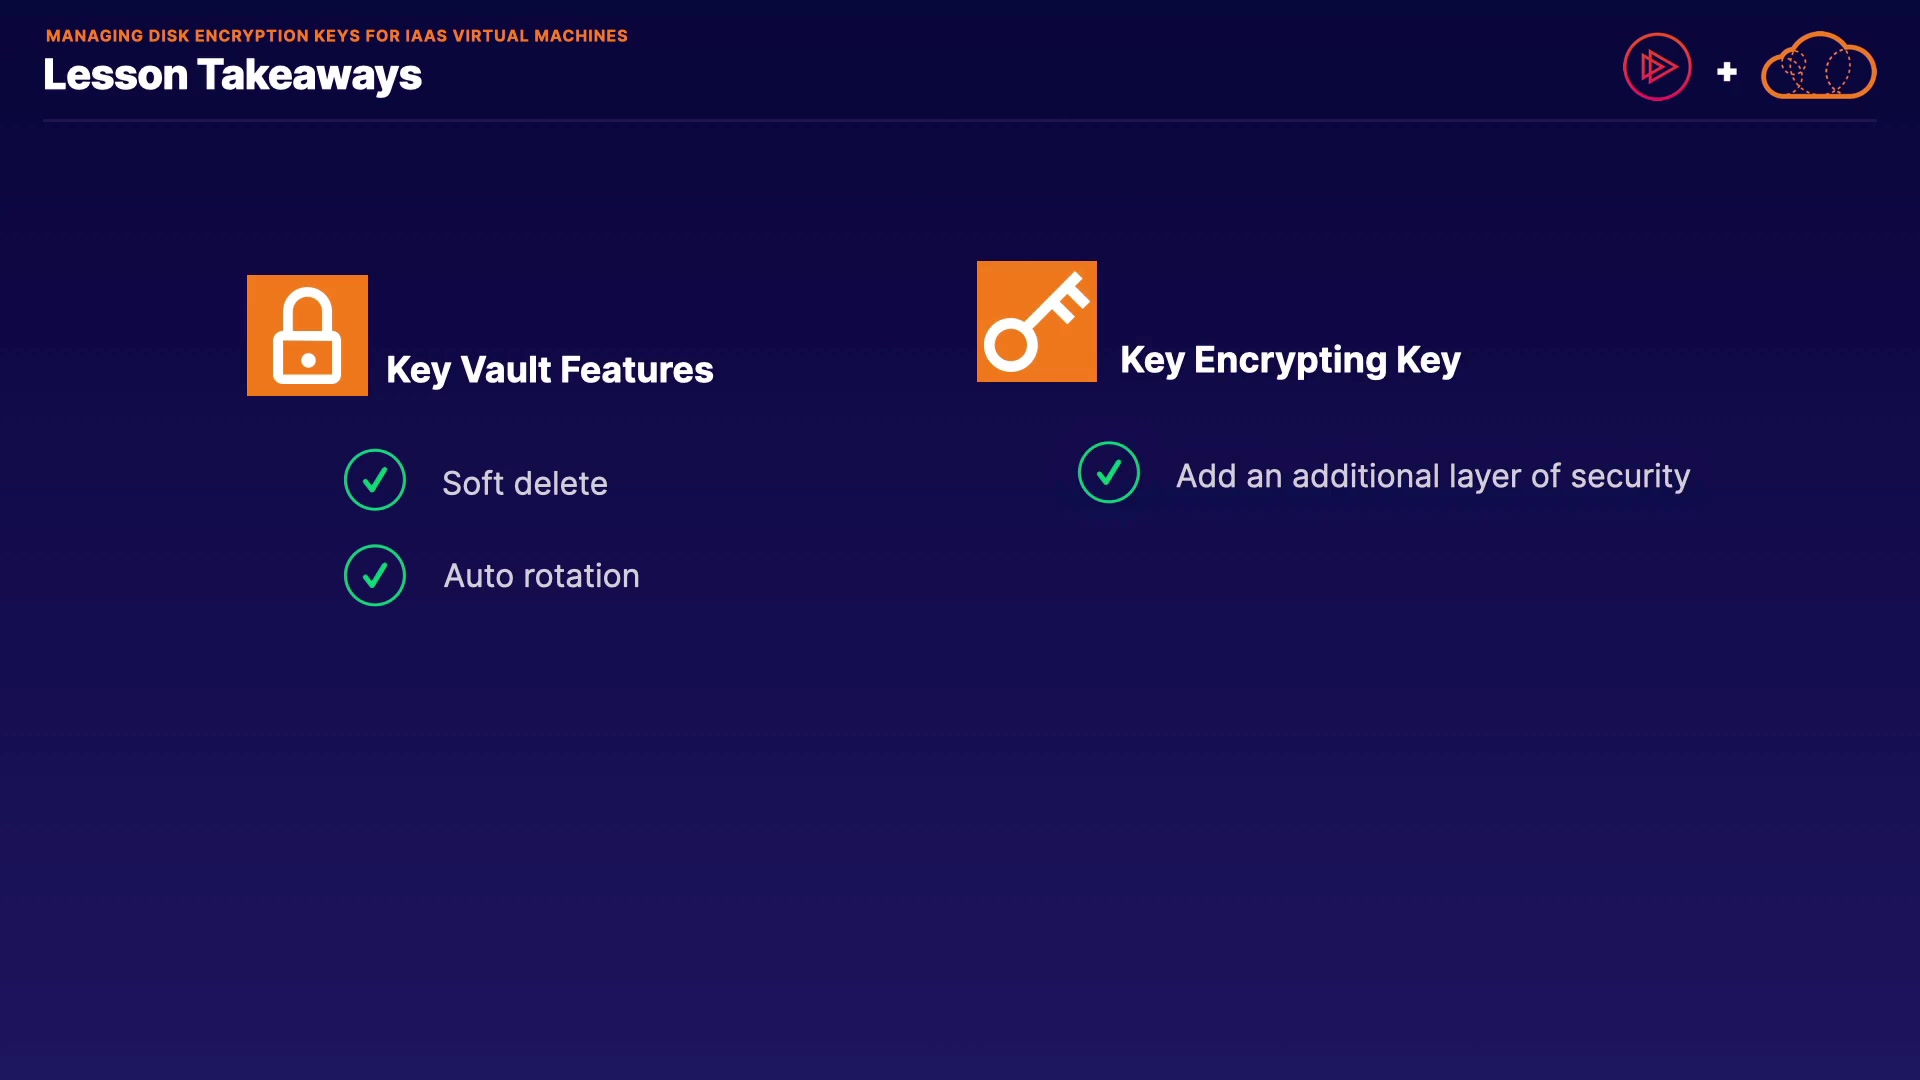 MANAGING DISK ENCRYPTION KEYS FOR IAAS VIRTUAL MACHINES
Lesson Takeaways
Key Vault Features
Soft delete
Auto rotation
Key Encrypting Key
Add an additional layer of security